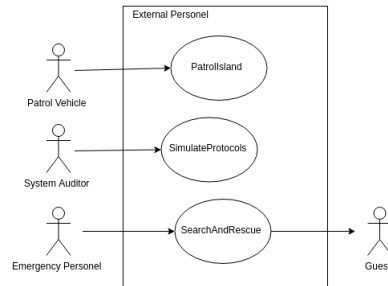 External Personel
PatrolIsland
Patrol Vehicle
SimulateProtocols
System Auditor
SearchAndRescue
Emergency Personel
Gues